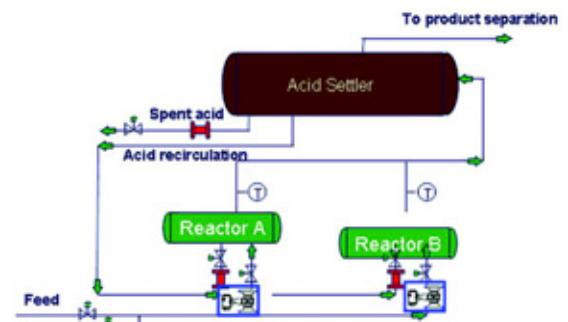 To product separation
Acid Settler
Spent acid
Acid recirculation
T
T
Reactor A
Reactor B
Feed